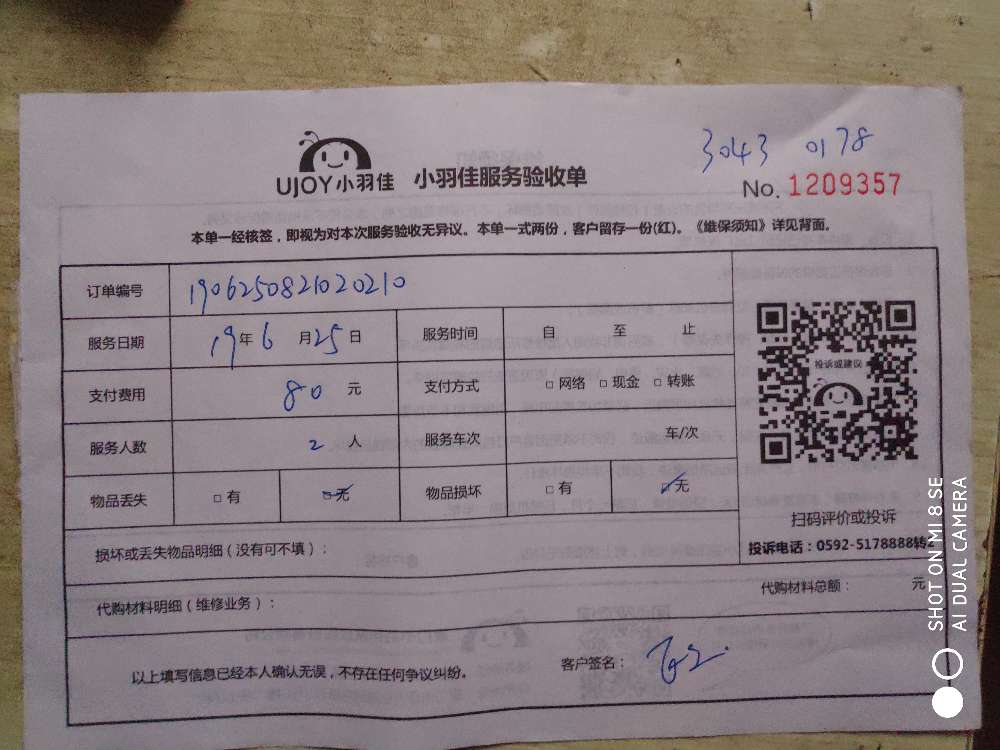 3043 0178
UJOY小羽佳 小羽佳服务验收单
No. 1209357
本单一经核签，即视为对本次服务验收无异议。本单一式两份，客户留存一份(红)。《维保须知》详见背面。
订单编号 1906250821020210
服务日期 19年6月25日 服务时间 自 至 止
投诉或建议
支付费用 80 元 支付方式 □网络 □现金 □转账
服务人数 2 人 服务车次 车/次
物品丢失 □有 □无 物品损坏 □有 □无
扫码评价或投诉
投诉电话：0592-5178888转2
损坏或丢失物品明细（没有可不填）：
代购材料明细（维修业务）： 代购材料总额： 元
以上填写信息已经本人确认无误，不存在任何争议纠纷。 客户签名：
SHOT ON MI 8 SE
AI DUAL CAMERA